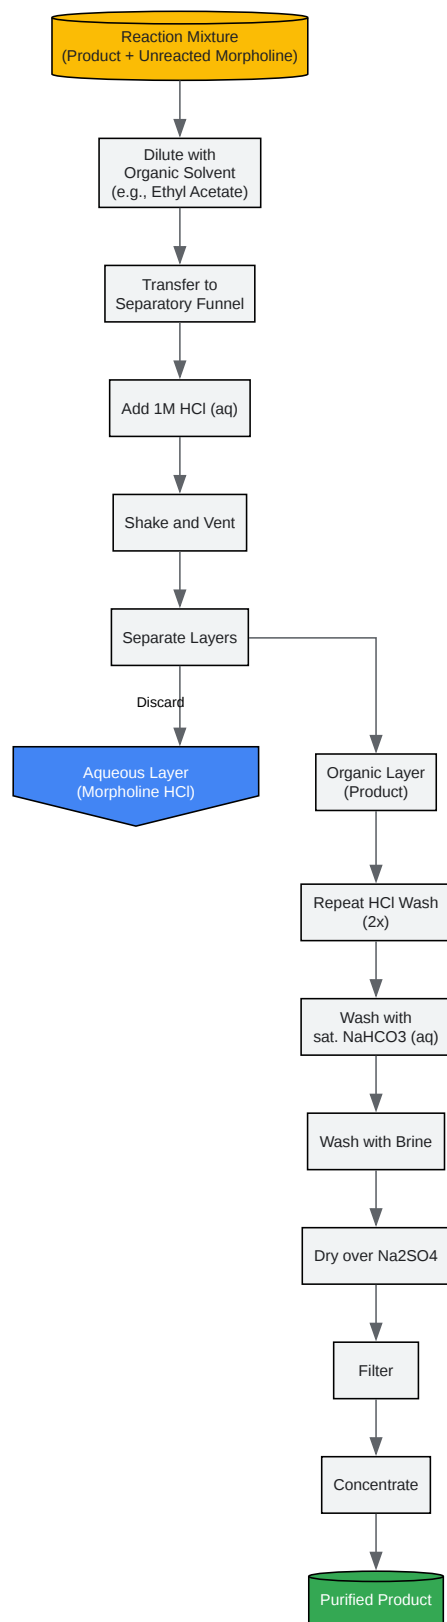 Reaction Mixture
(Product + Unreacted Morpholine)
Dilute with
Organic Solvent
(e.g., Ethyl Acetate)
Transfer to
Separatory Funnel
Add 1M HCl (aq)
Shake and Vent
Separate Layers
Discard
Aqueous Layer
(Morpholine HCl)
Organic Layer
(Product)
Repeat HCl Wash
(2x)
Wash with
sat. NaHCO3 (aq)
Wash with Brine
Dry over Na2SO4
Filter
Concentrate
Purified Product